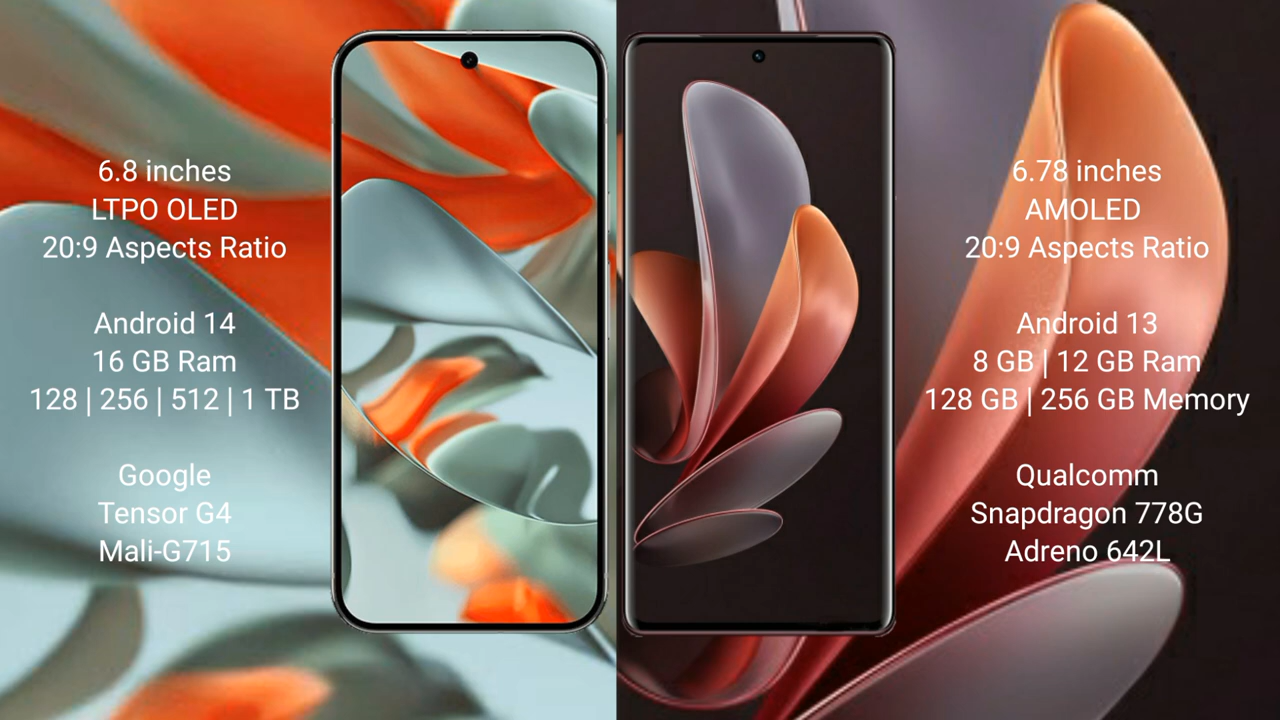 6.8 inches
LTPO OLED
20:9 Aspects Ratio
Android 14
16 GB Ram
128 | 256 | 512 | 1 TB
Google
Tensor G4
Mali-G715
6.78 inches
AMOLED
20:9 Aspects Ratio
Android 13
8 GB | 12 GB Ram
128 GB | 256 GB Memory
Qualcomm
Snapdragon 778G
Adreno 642L